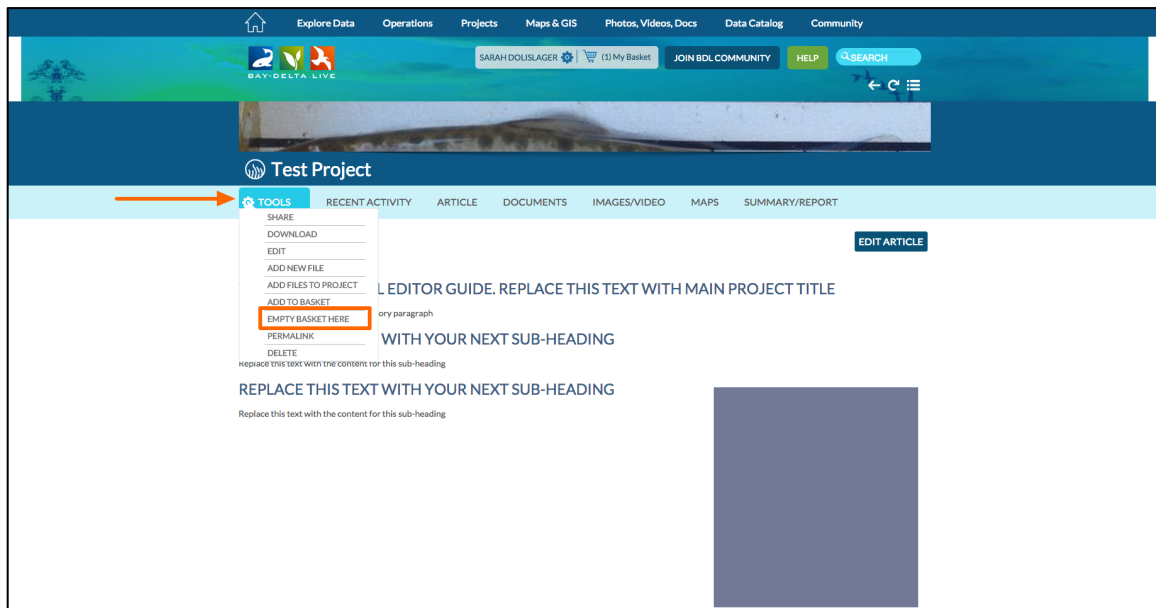 Explore Data Operations Projects Maps & GIS Photos, Videos, Docs Data Catalog Community
BAY-DELTA LIVE
SARAH DOLISLAGER (1) My Basket JOIN BDL COMMUNITY HELP SEARCH
Test Project
TOOLS RECENT ACTIVITY ARTICLE DOCUMENTS IMAGES/VIDEO MAPS SUMMARY/REPORT
SHARE
DOWNLOAD
EDIT
ADD NEW FILE
ADD FILES TO PROJECT
ADD TO BASKET
EMPTY BASKET HERE
PERMALINK
DELETE
EDIT ARTICLE
L EDITOR GUIDE. REPLACE THIS TEXT WITH MAIN PROJECT TITLE
ory paragraph
WITH YOUR NEXT SUB-HEADING
Replace this text with the content for this sub-heading
REPLACE THIS TEXT WITH YOUR NEXT SUB-HEADING
Replace this text with the content for this sub-heading